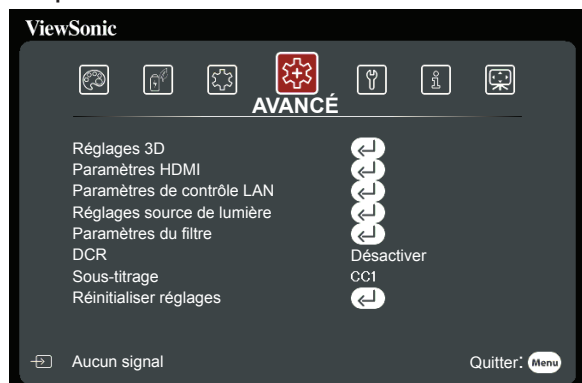 ViewSonic
AVANCÉ
Réglages 3D
Paramètres HDMI
Paramètres de contrôle LAN
Réglages source de lumière
Paramètres du filtre
DCR Désactiver
Sous-titrage CC1
Réinitialiser réglages
Aucun signal Quitter: Menu